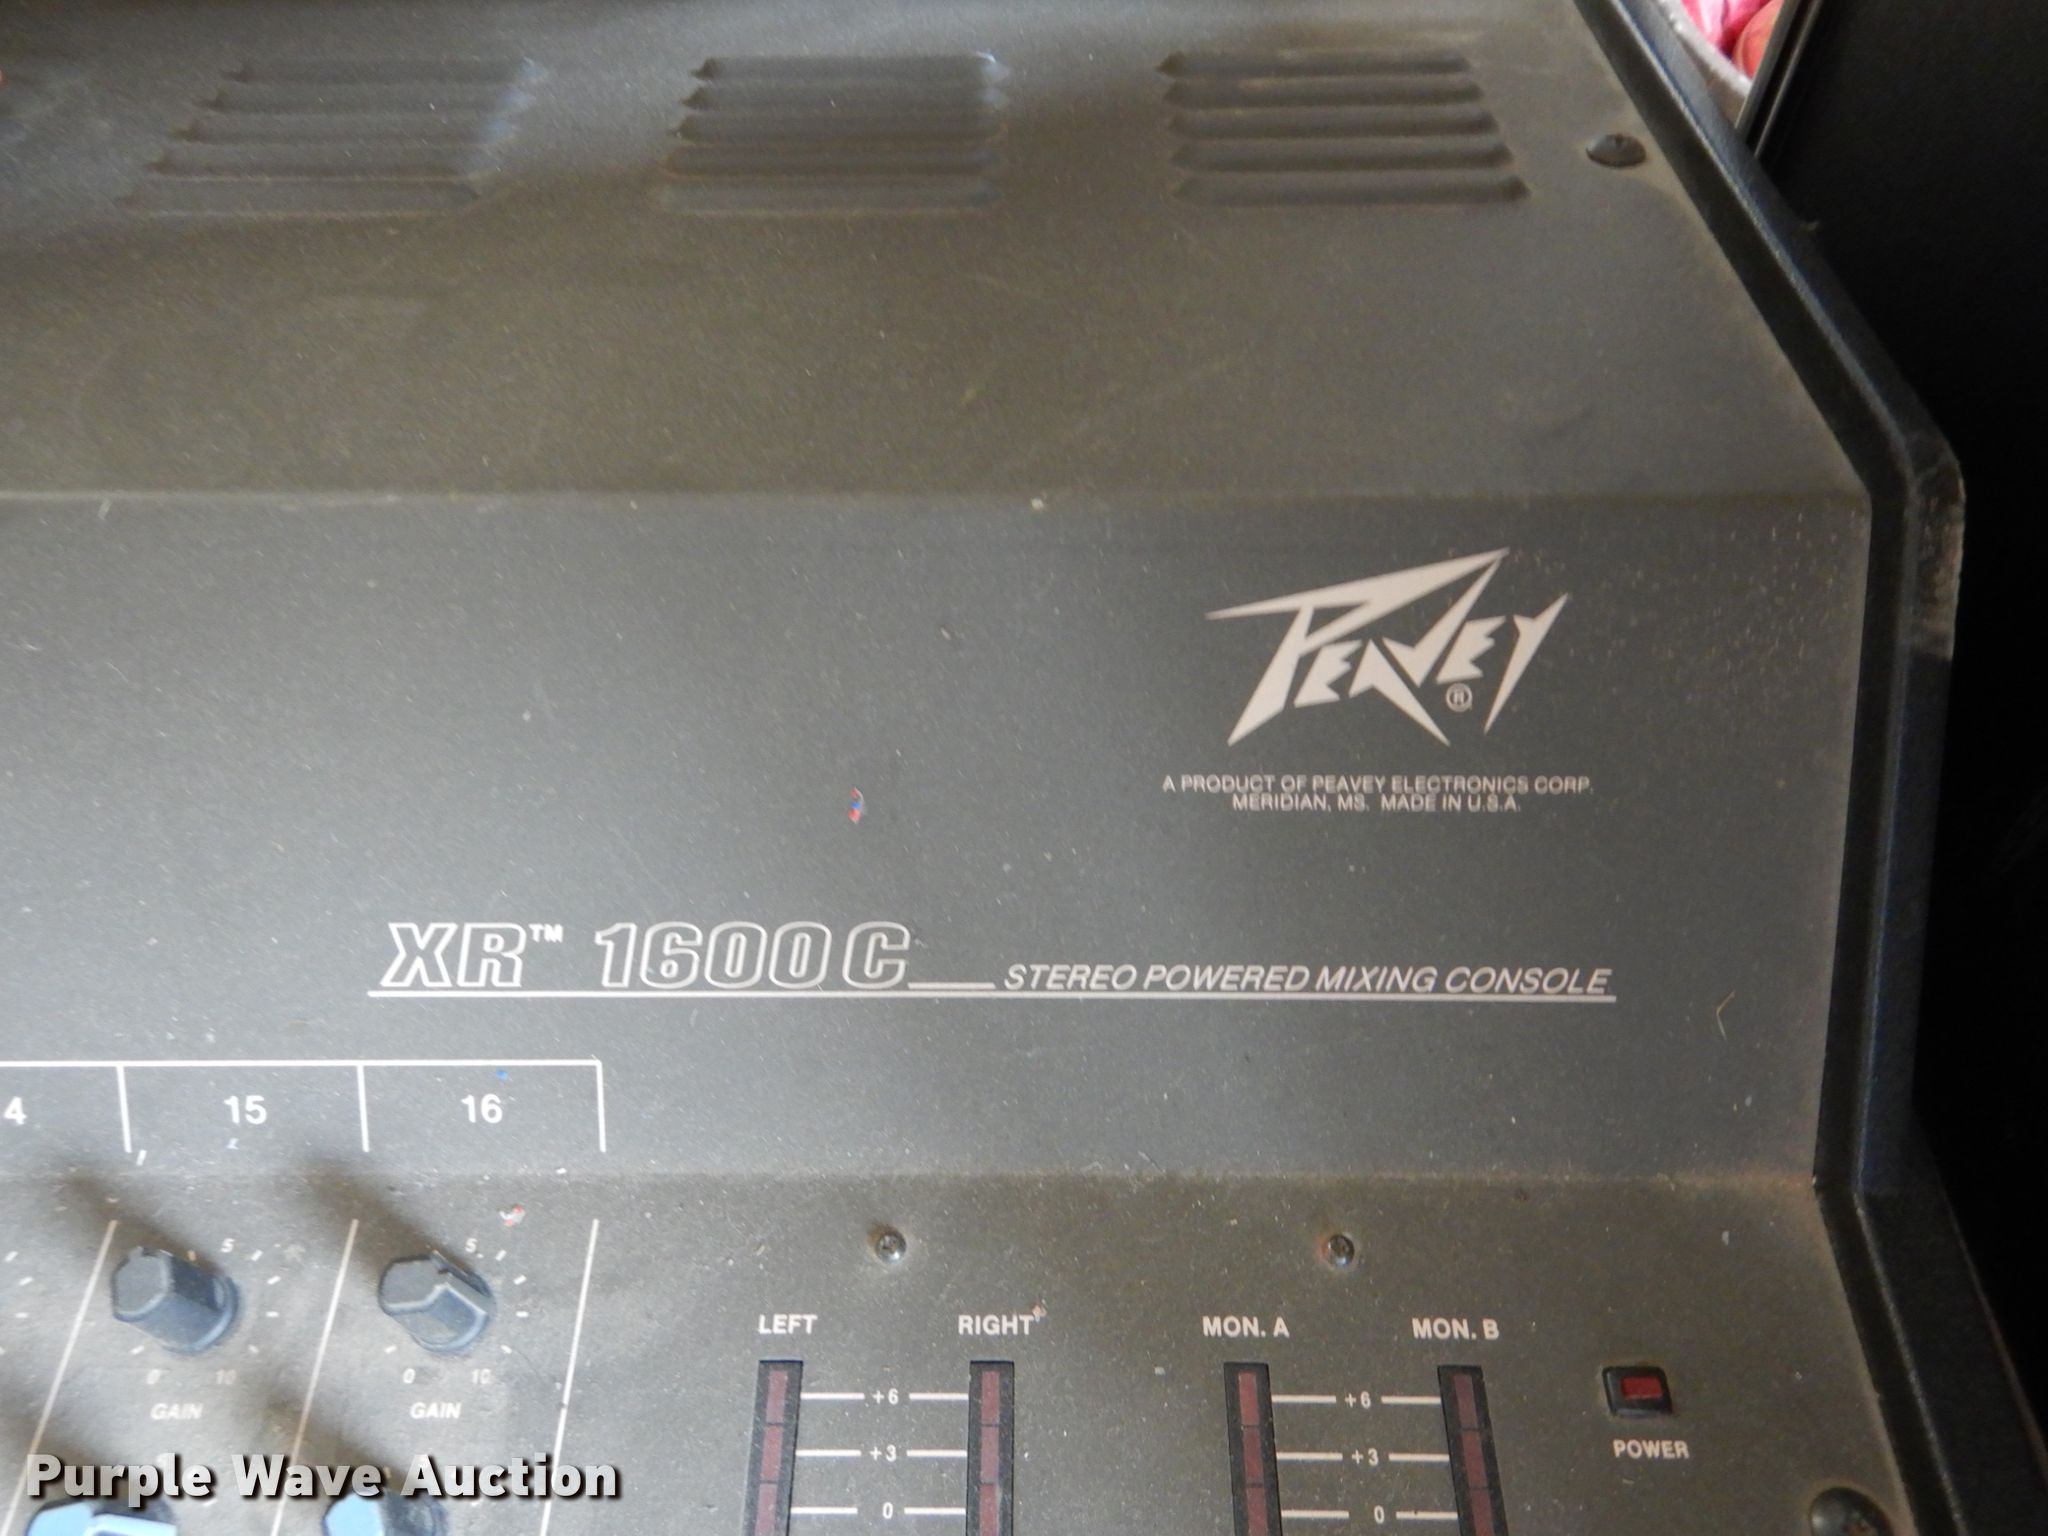 PEAVEY®
A PRODUCT OF PEAVEY ELECTRONICS CORP.
MERIDIAN, MS. MADE IN U.S.A.
XR™ 1600C STEREO POWERED MIXING CONSOLE
4 15 16
5 5
0 10 0 10
GAIN GAIN
LEFT RIGHT MON. A MON. B
+6 +6
+3 +3
0 0
POWER
Purple Wave Auction